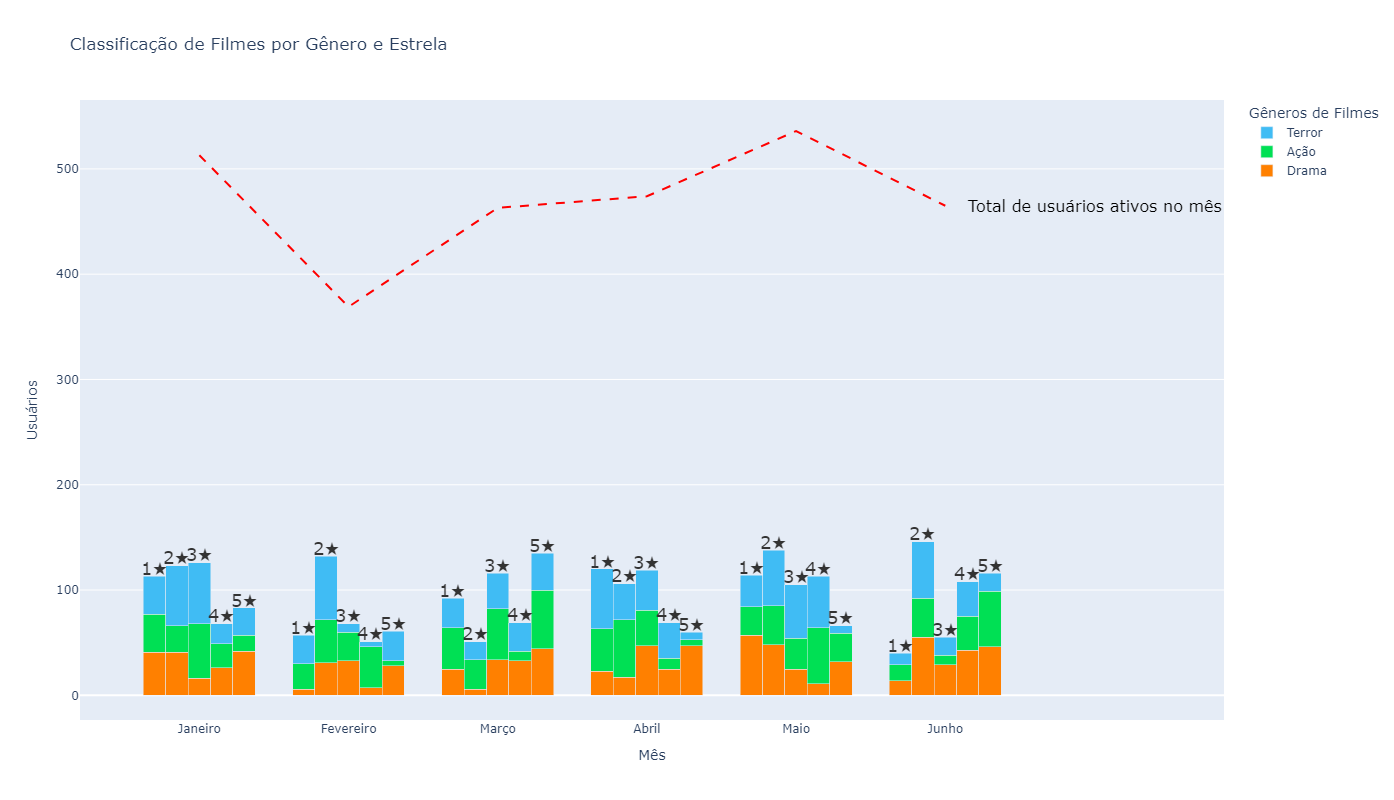 Classificação de Filmes por Gênero e Estrela
Gêneros de Filmes
Terror
Ação
Drama
Total de usuários ativos no mês
Usuários
500
400
300
200
100
0
1★ 2★ 3★ 4★ 5★
1★ 2★ 3★ 4★ 5★
1★ 2★ 3★ 4★ 5★
1★ 2★ 3★ 4★ 5★
1★ 2★ 3★ 4★ 5★
1★ 2★ 3★ 4★ 5★
Janeiro Fevereiro Março Abril Maio Junho
Mês